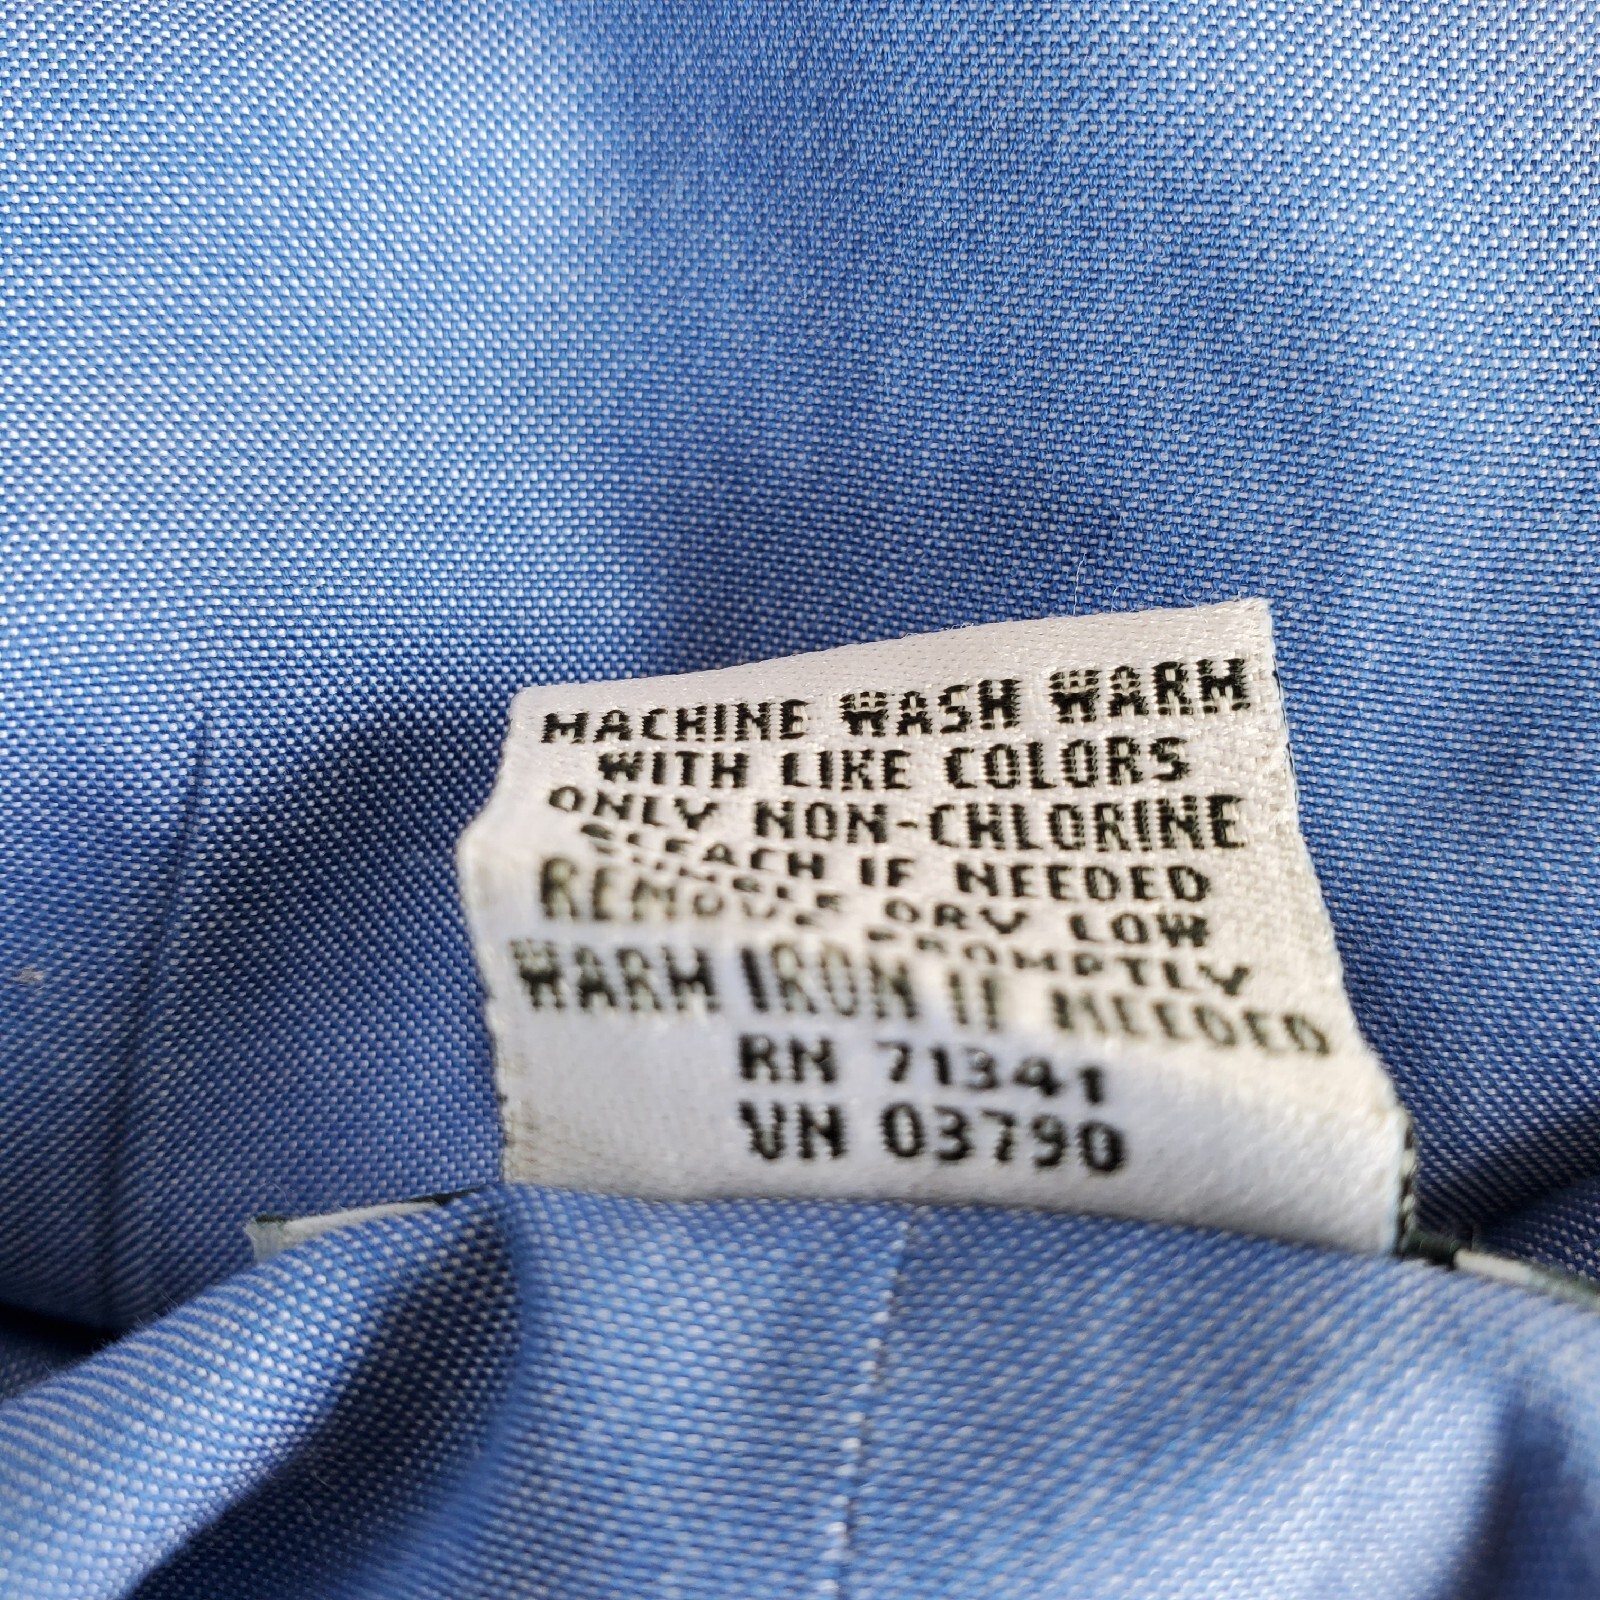 MACHINE WASH WARM
WITH LIKE COLORS
ONLY NON-CHLORINE
BLEACH IF NEEDED
TUMBLE DRY LOW
REMOVE PROMPTLY
WARM IRON IF NEEDED
RN 71341
VN 03790